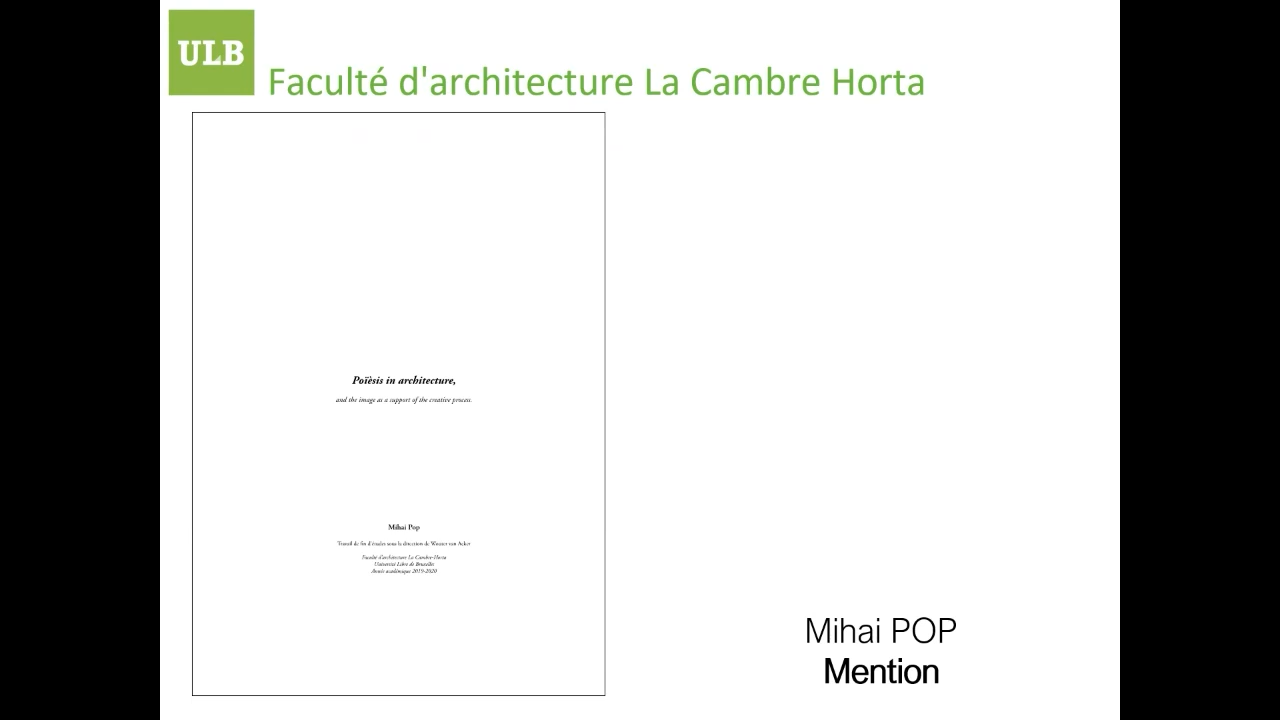 ULB
Faculté d'architecture La Cambre Horta
Poïèsis in architecture,
and the image as a support of the creative process.
Mihai Pop
Travail de fin d'études sous la direction de Wouter van Acker
Faculté d'architecture La Cambre-Horta
Université Libre de Bruxelles
Année académique 2019-2020
Mihai POP
Mention